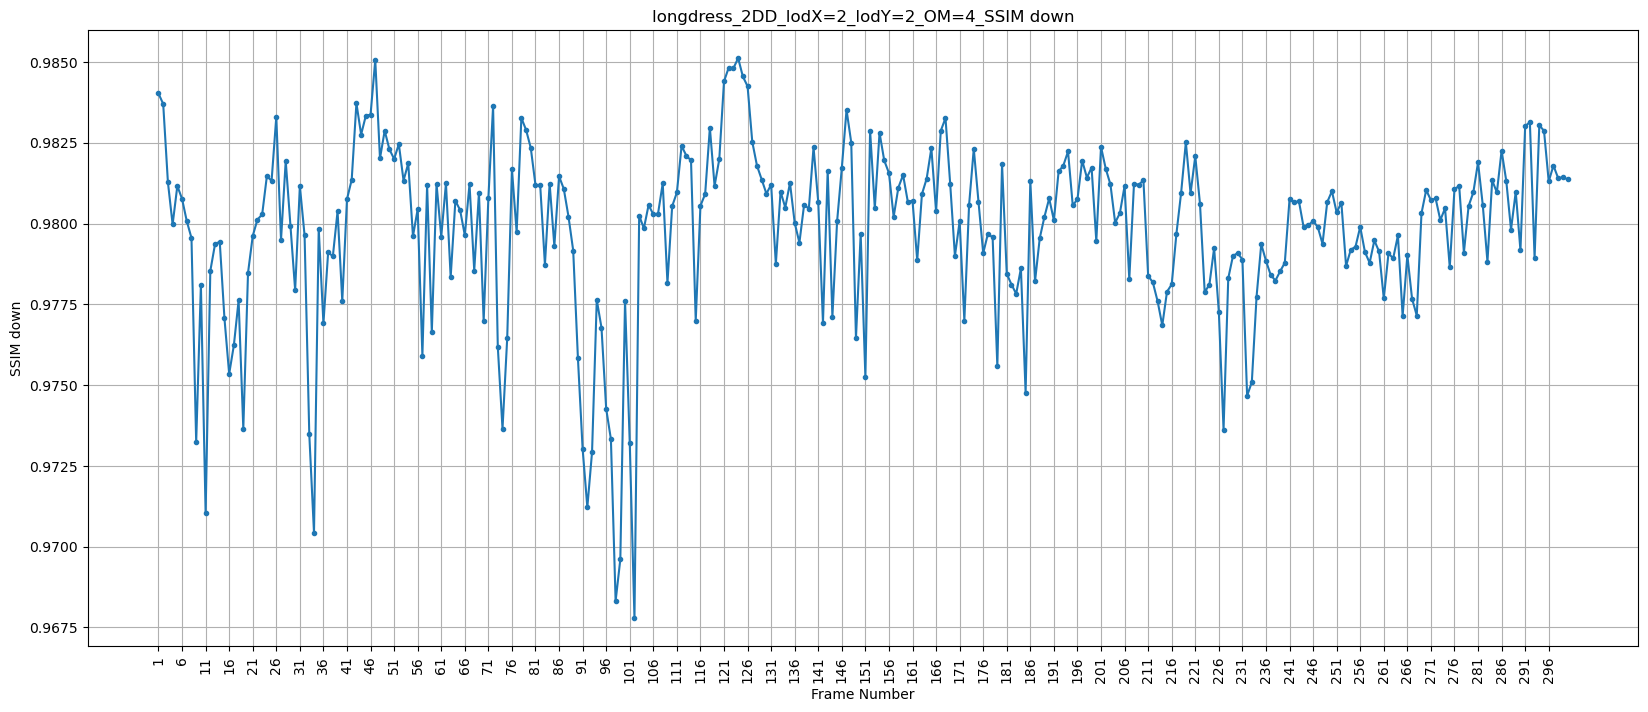 longdress_2DD_lodX=2_lodY=2_OM=4_SSIM down
SSIM down
0.9850
0.9825
0.9800
0.9775
0.9750
0.9725
0.9700
0.9675
1 6 11 16 21 26 31 36 41 46 51 56 61 66 71 76 81 86 91 96 101 106 111 116 121 126 131 136 141 146 151 156 161 166 171 176 181 186 191 196 201 206 211 216 221 226 231 236 241 246 251 256 261 266 271 276 281 286 291 296
Frame Number